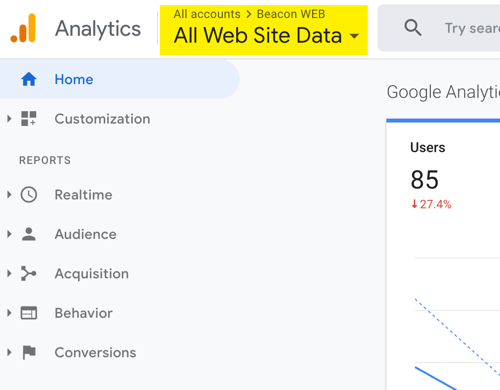 Analytics
All accounts > Beacon WEB
All Web Site Data
Try sear
Home
Customization
REPORTS
Realtime
Audience
Acquisition
Behavior
Conversions
Google Analytic
Users
85
↓27.4%